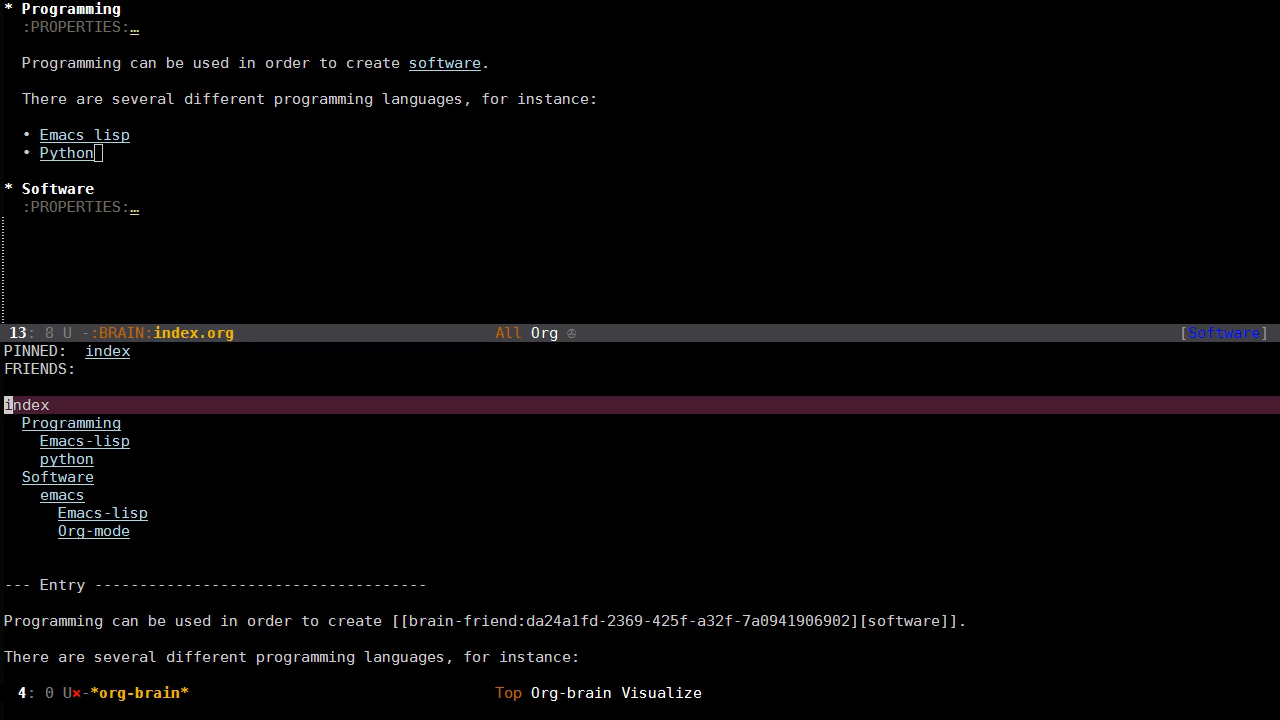 * Programming
:PROPERTIES:…
Programming can be used in order to create software.
There are several different programming languages, for instance:
• Emacs lisp
• Python
* Software
:PROPERTIES:…
13: 8 U -:BRAIN:index.org All Org ✇ [Software]
PINNED: index
FRIENDS:
index
Programming
Emacs-lisp
python
Software
emacs
Emacs-lisp
Org-mode
--- Entry -------------------------------------
Programming can be used in order to create [[brain-friend:da24a1fd-2369-425f-a32f-7a0941906902][software]].
There are several different programming languages, for instance:
4: 0 U×-*org-brain* Top Org-brain Visualize